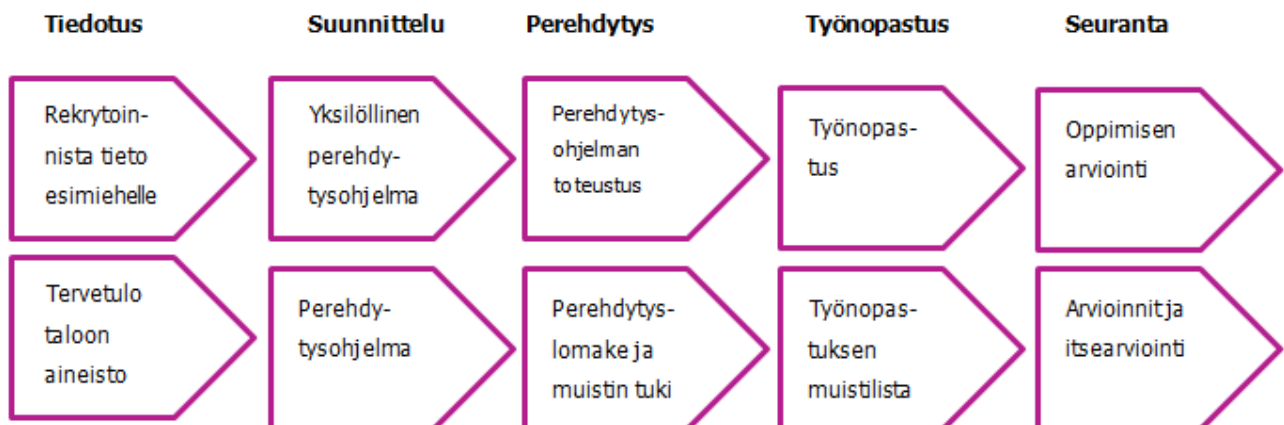 Tiedotus Suunnittelu Perehdytys Työnopastus Seuranta
Rekrytoin-
nista tieto
esimiehelle
Yksilöllinen
perehdy-
tysohjelma
Perehdytys-
ohjelman
toteustus
Työnopas-
tus
Oppimisen
arviointi
Tervetulo
taloon
aineisto
Perehdy-
tysohjelma
Perehdytys-
lomake ja
muistin tuki
Työnopas-
tuksen
muistilista
Arvioinnit ja
itsearviointi